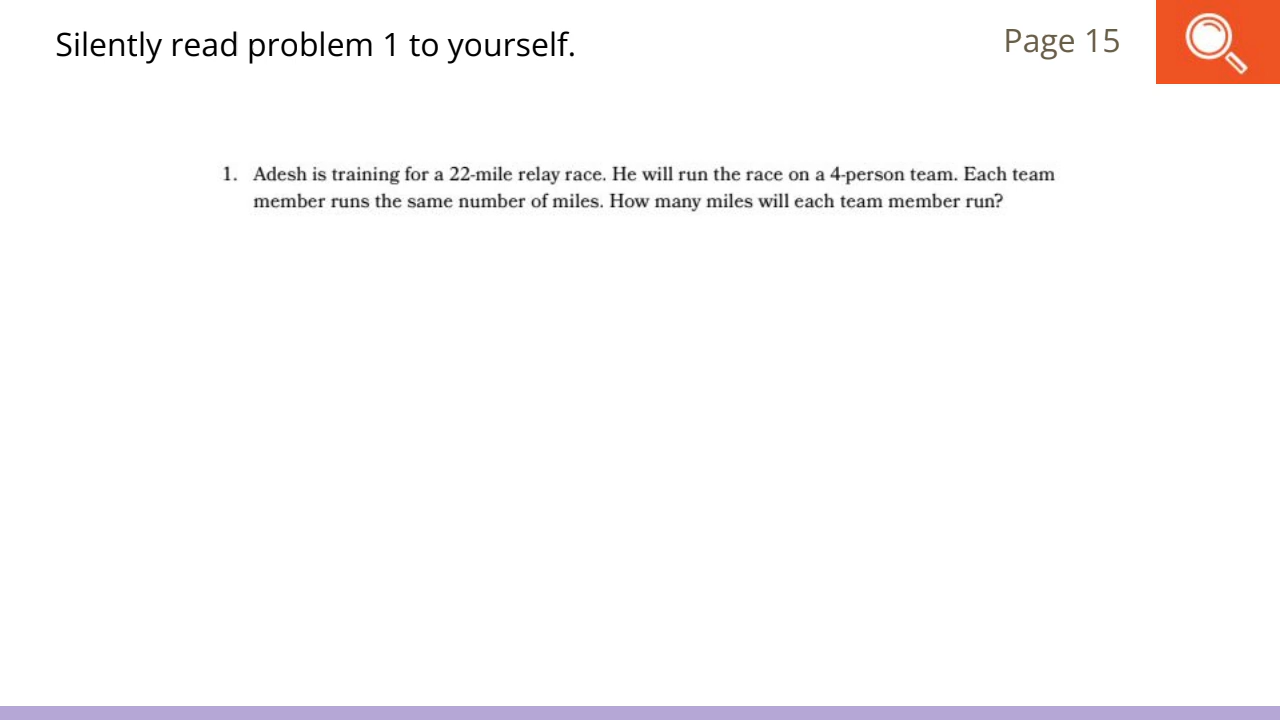 Silently read problem 1 to yourself.
Page 15
1. Adesh is training for a 22-mile relay race. He will run the race on a 4-person team. Each team
member runs the same number of miles. How many miles will each team member run?